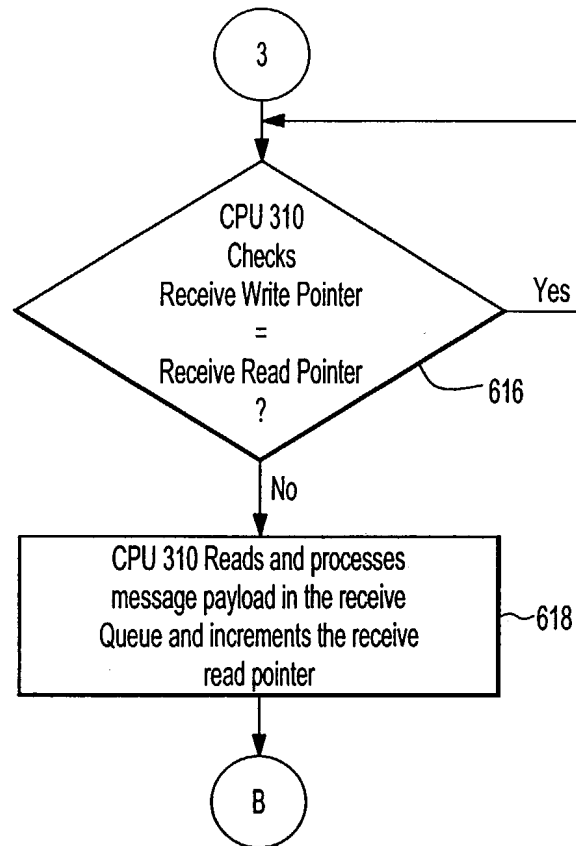 3
CPU 310
Checks
Receive Write Pointer
=
Receive Read Pointer
?
Yes
616
No
CPU 310 Reads and processes
message payload in the receive
Queue and increments the receive
read pointer
618
B